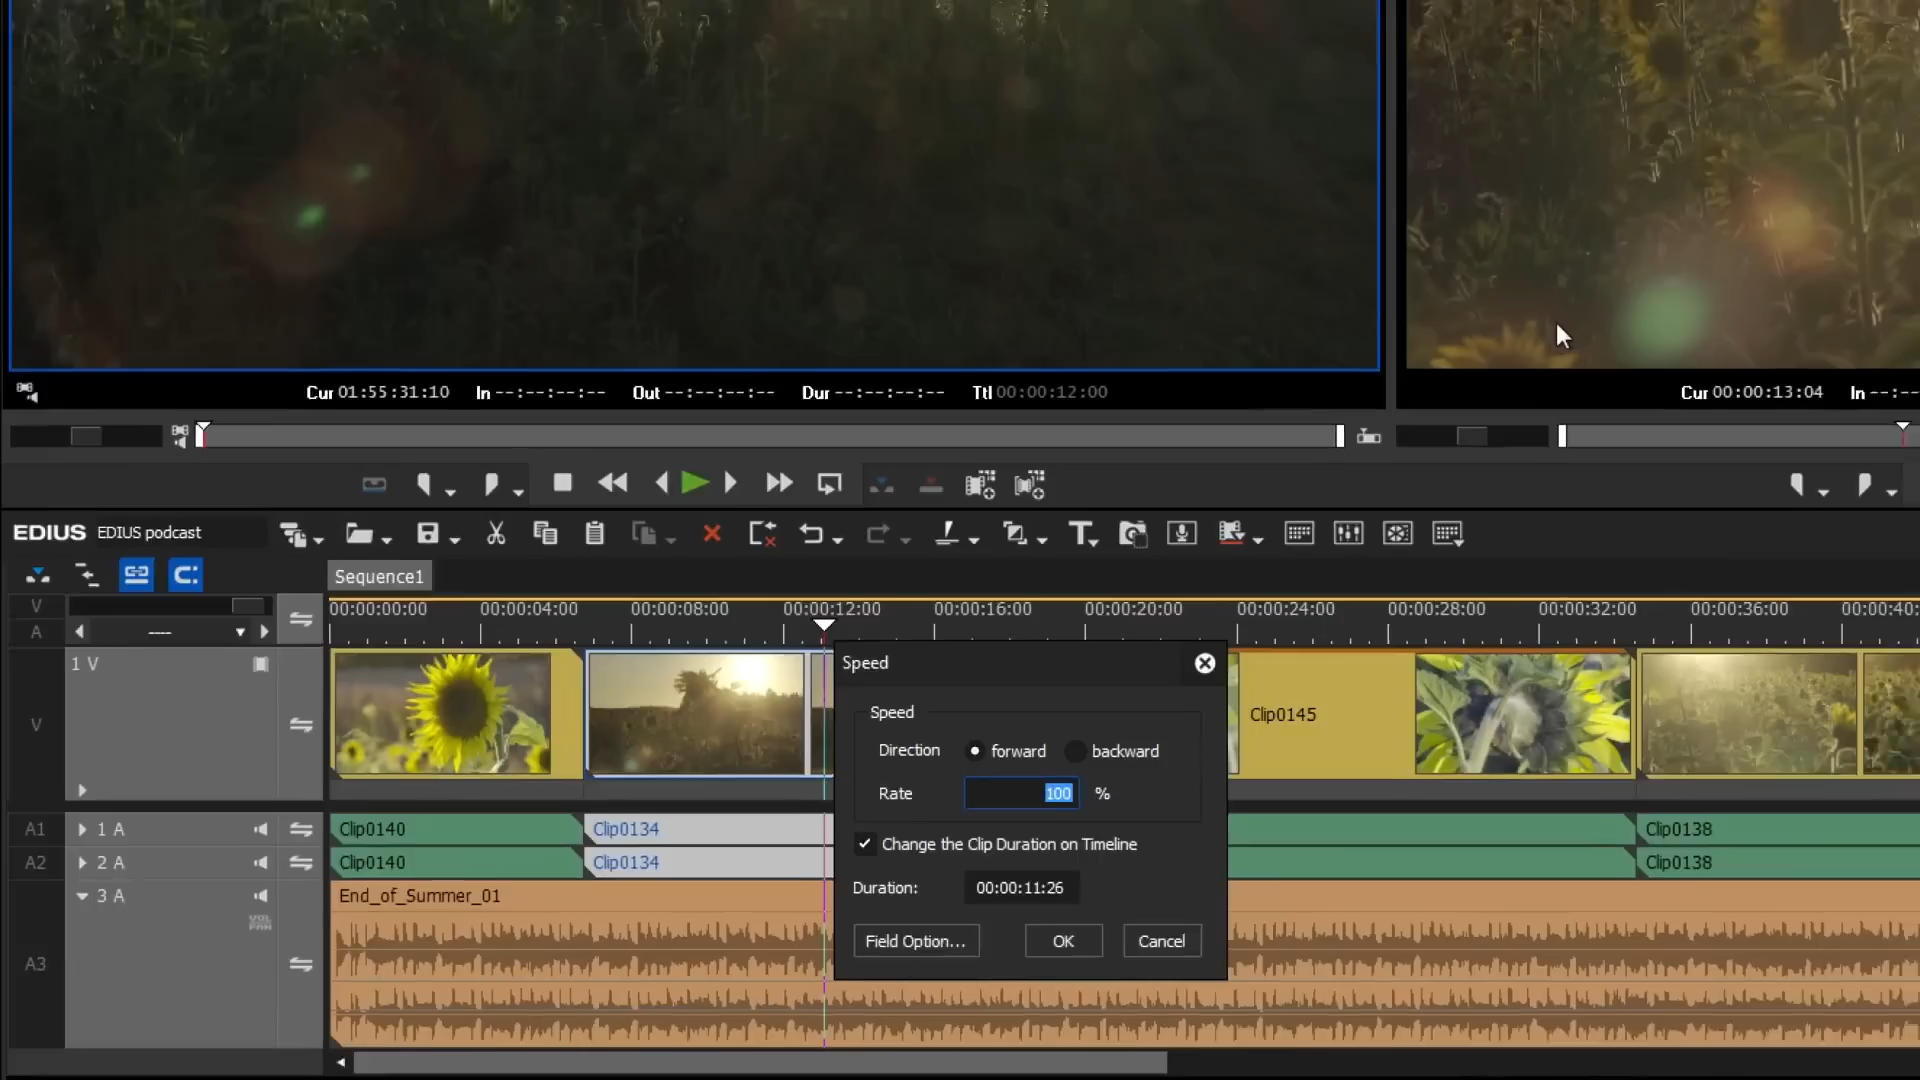 Cur 01:55:31:10 In --:--:--:-- Out --:--:--:-- Dur --:--:--:-- Ttl 00:00:12:00
Cur 00:00:13:04 In --:--
EDIUS EDIUS podcast
Sequence1
V
A
----
00:00:00:00 00:00:04:00 00:00:08:00 00:00:12:00 00:00:16:00 00:00:20:00 00:00:24:00 00:00:28:00 00:00:32:00 00:00:36:00 00:00:40:
1 V
V
Clip0145
Speed
Speed
Direction forward backward
Rate 100 %
Change the Clip Duration on Timeline
Duration: 00:00:11:26
Field Option... OK Cancel
A1 1 A Clip0140 Clip0134 Clip0138
A2 2 A Clip0140 Clip0134 Clip0138
3 A End_of_Summer_01
VOL
PAN
A3